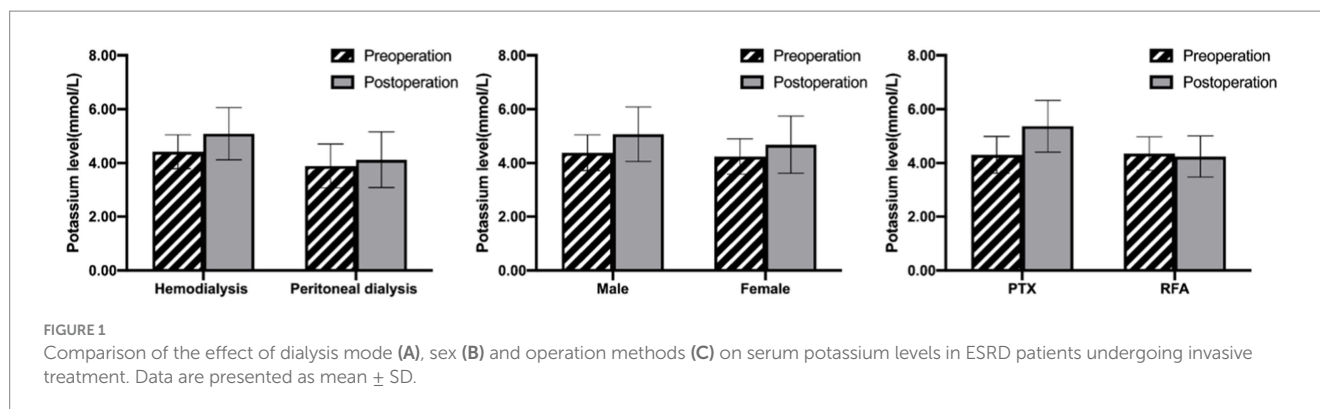 8.00
6.00
4.00
2.00
0.00
Potassium level(mmol/L)
Preoperation
Postoperation
Hemodialysis
Peritoneal dialysis
8.00
6.00
4.00
2.00
0.00
Potassium level(mmol/L)
Preoperation
Postoperation
Male
Female
8.00
6.00
4.00
2.00
0.00
Potassium level(mmol/L)
Preoperation
Postoperation
PTX
RFA
FIGURE 1
Comparison of the effect of dialysis mode (A), sex (B) and operation methods (C) on serum potassium levels in ESRD patients undergoing invasive
treatment. Data are presented as mean ± SD.